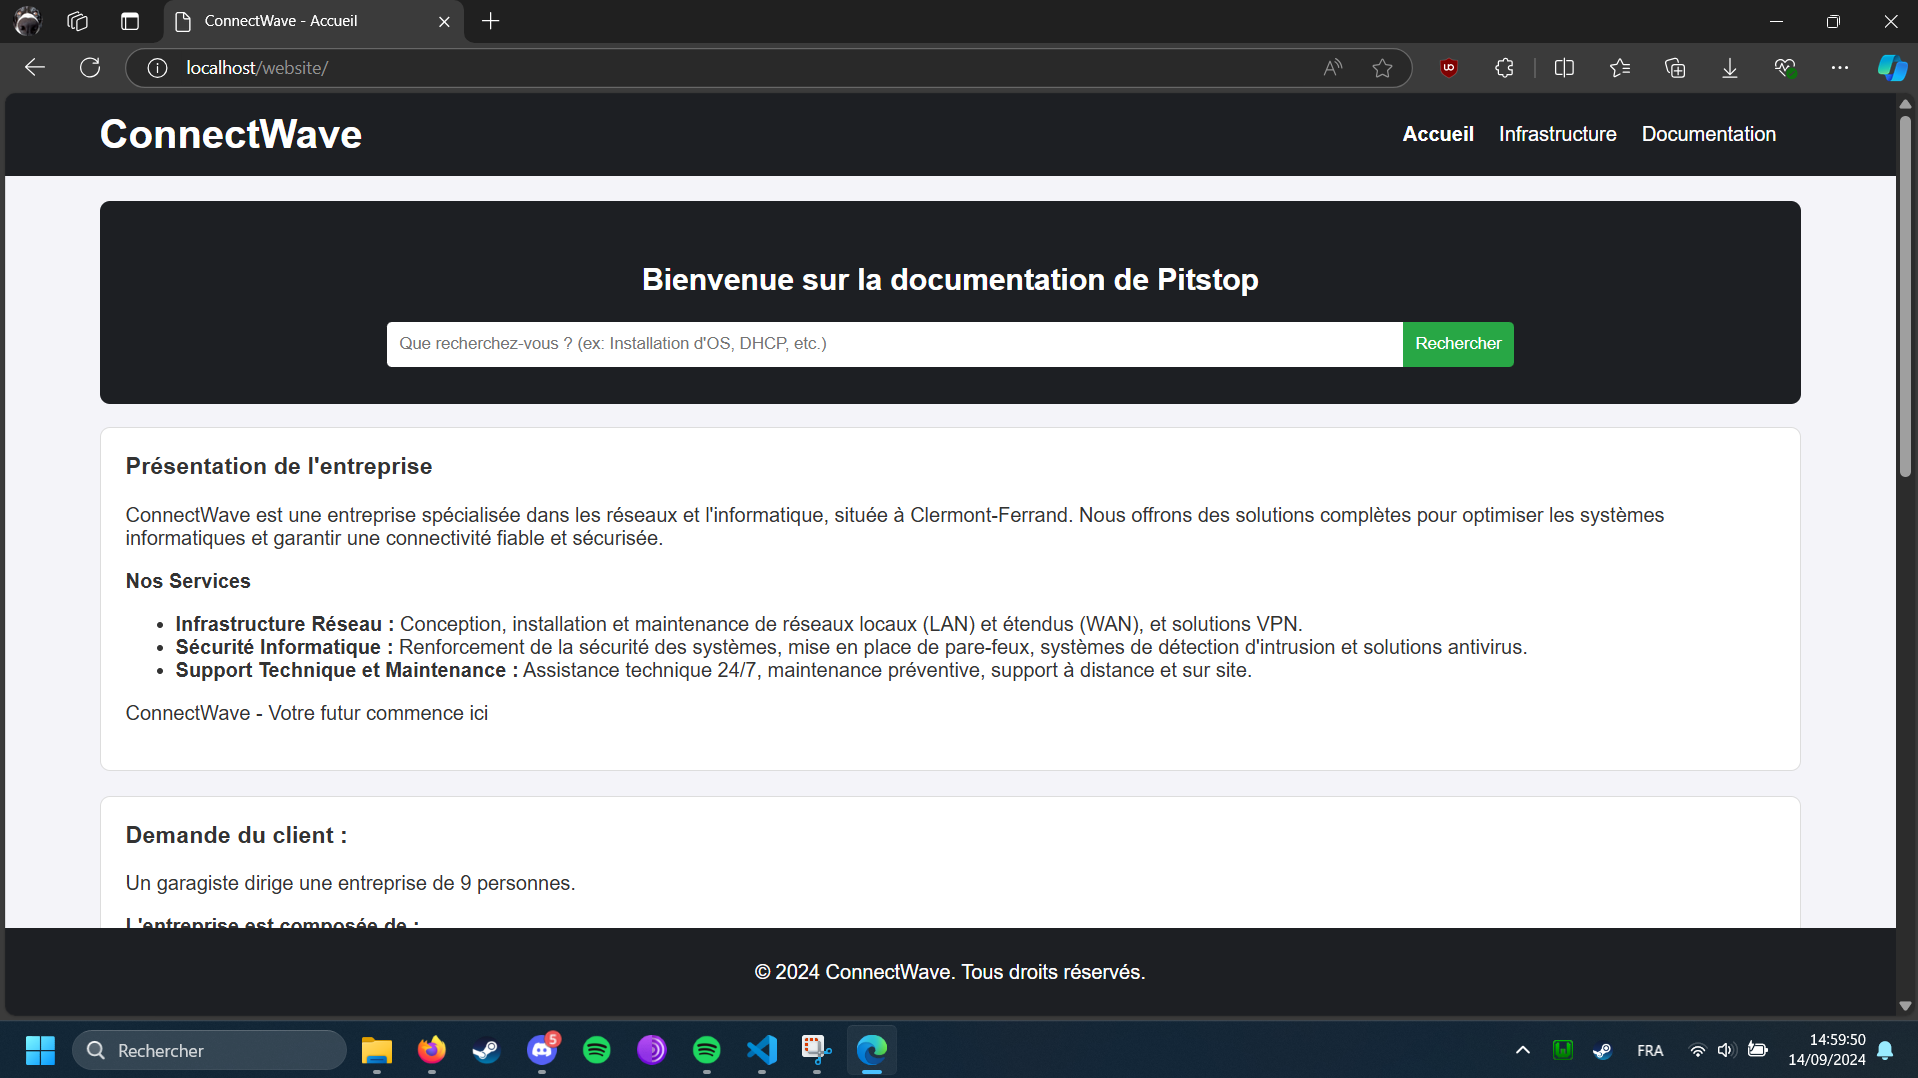 ConnectWave - Accueil
localhost/website/
ConnectWave
Accueil Infrastructure Documentation
Bienvenue sur la documentation de Pitstop
Que recherchez-vous ? (ex: Installation d'OS, DHCP, etc.) Rechercher
Présentation de l'entreprise
ConnectWave est une entreprise spécialisée dans les réseaux et l'informatique, située à Clermont-Ferrand. Nous offrons des solutions complètes pour optimiser les systèmes
informatiques et garantir une connectivité fiable et sécurisée.
Nos Services
• Infrastructure Réseau : Conception, installation et maintenance de réseaux locaux (LAN) et étendus (WAN), et solutions VPN.
• Sécurité Informatique : Renforcement de la sécurité des systèmes, mise en place de pare-feux, systèmes de détection d'intrusion et solutions antivirus.
• Support Technique et Maintenance : Assistance technique 24/7, maintenance préventive, support à distance et sur site.
ConnectWave - Votre futur commence ici
Demande du client :
Un garagiste dirige une entreprise de 9 personnes.
L'entreprise est composée de :
© 2024 ConnectWave. Tous droits réservés.
Rechercher
5
FRA
14:59:50
14/09/2024